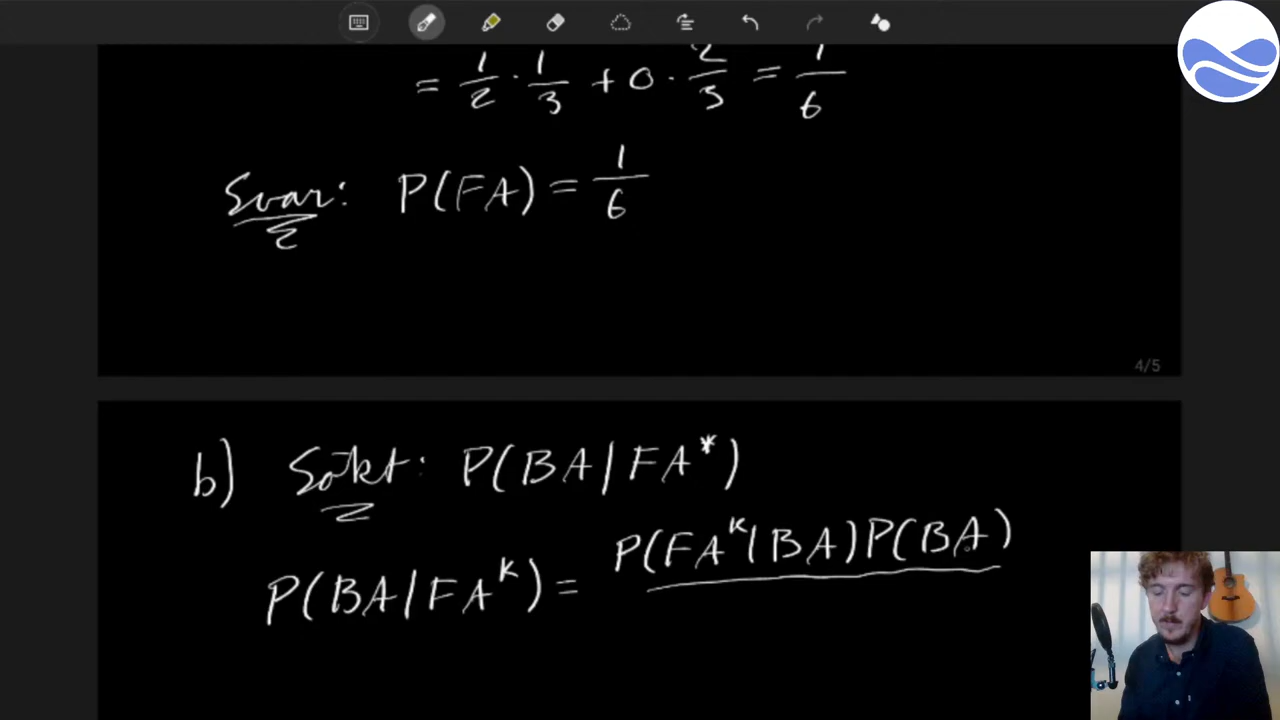 = 1/2 · 1/3 + 0 · 2/3 = 1/6
Svar: P(FA) = 1/6
4/5
b) Sökt: P(BA|FA*)
P(BA|FA^K) = P(FA^K|BA)P(BA)